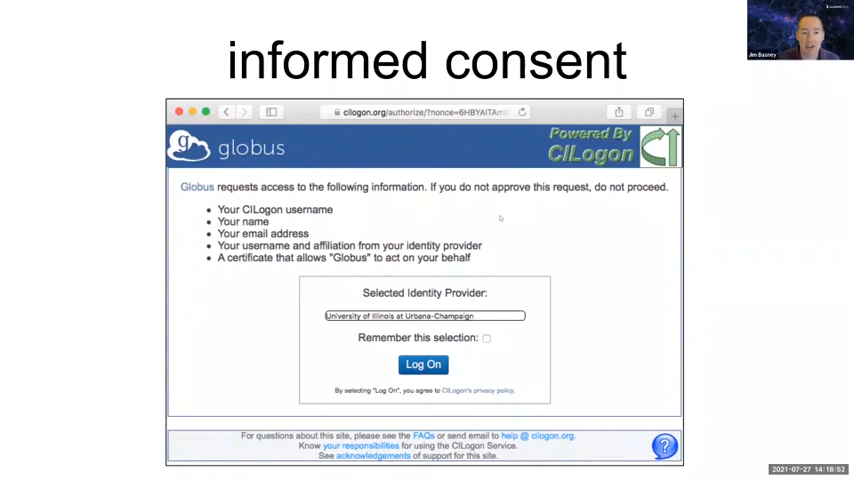 informed consent
Jim Basney
cilogon.org/authorize/?nonce=6HBYAITAm
globus
Powered By
CILogon
Globus requests access to the following information. If you do not approve this request, do not proceed.
Your CILogon username
Your name
Your email address
Your username and affiliation from your identity provider
A certificate that allows "Globus" to act on your behalf
Selected Identity Provider:
University of Illinois at Urbana-Champaign
Remember this selection:
Log On
By selecting "Log On", you agree to CILogon's privacy policy.
For questions about this site, please see the FAQs or send email to help @ cilogon.org.
Know your responsibilities for using the CILogon Service.
See acknowledgements of support for this site.
2021-07-27 14:18:52